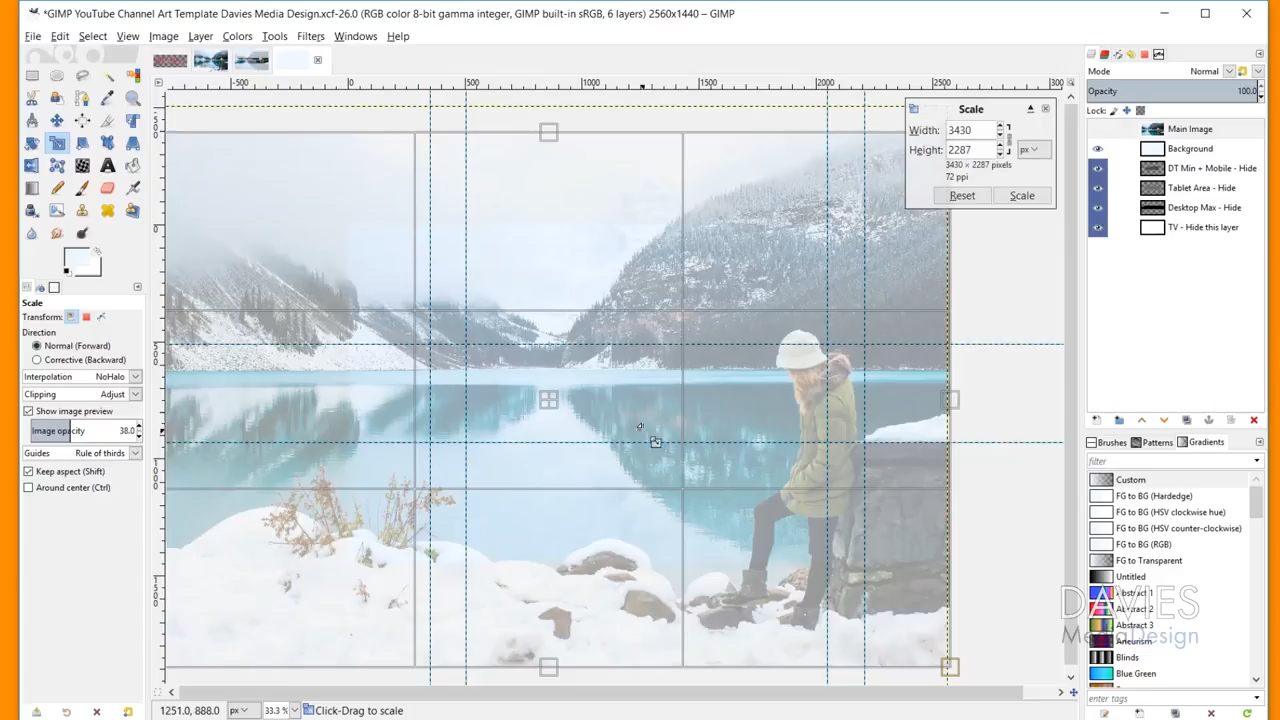 *GIMP YouTube Channel Art Template Davies Media Design.xcf-26.0 (RGB color 8-bit gamma integer, GIMP built-in sRGB, 6 layers) 2560x1440 – GIMP
File Edit Select View Image Layer Colors Tools Filters Windows Help
-500 0 500 1000 1500 2000 2500 300
500
0
500
1000
1500
Scale
Width: 3430
Height: 2287 px
3430 × 2287 pixels
72 ppi
Reset Scale
Mode Normal
Opacity 100.0
Lock:
Main Image
Background
DT Min + Mobile - Hide
Tablet Area - Hide
Desktop Max - Hide
TV - Hide this layer
Scale
Transform:
Direction
Normal (Forward)
Corrective (Backward)
Interpolation NoHalo
Clipping Adjust
Show image preview
Image opacity 38.0
Guides Rule of thirds
Keep aspect (Shift)
Around center (Ctrl)
Brushes Patterns Gradients
filter
Custom
FG to BG (Hardedge)
FG to BG (HSV clockwise hue)
FG to BG (HSV counter-clockwise)
FG to BG (RGB)
FG to Transparent
Untitled
Abstract 1
Abstract 2
Abstract 3
Aneurism
Blinds
Blue Green
enter tags
DAVIES
MediaDesign
1251.0, 888.0 px 33.3 % Click-Drag to scale